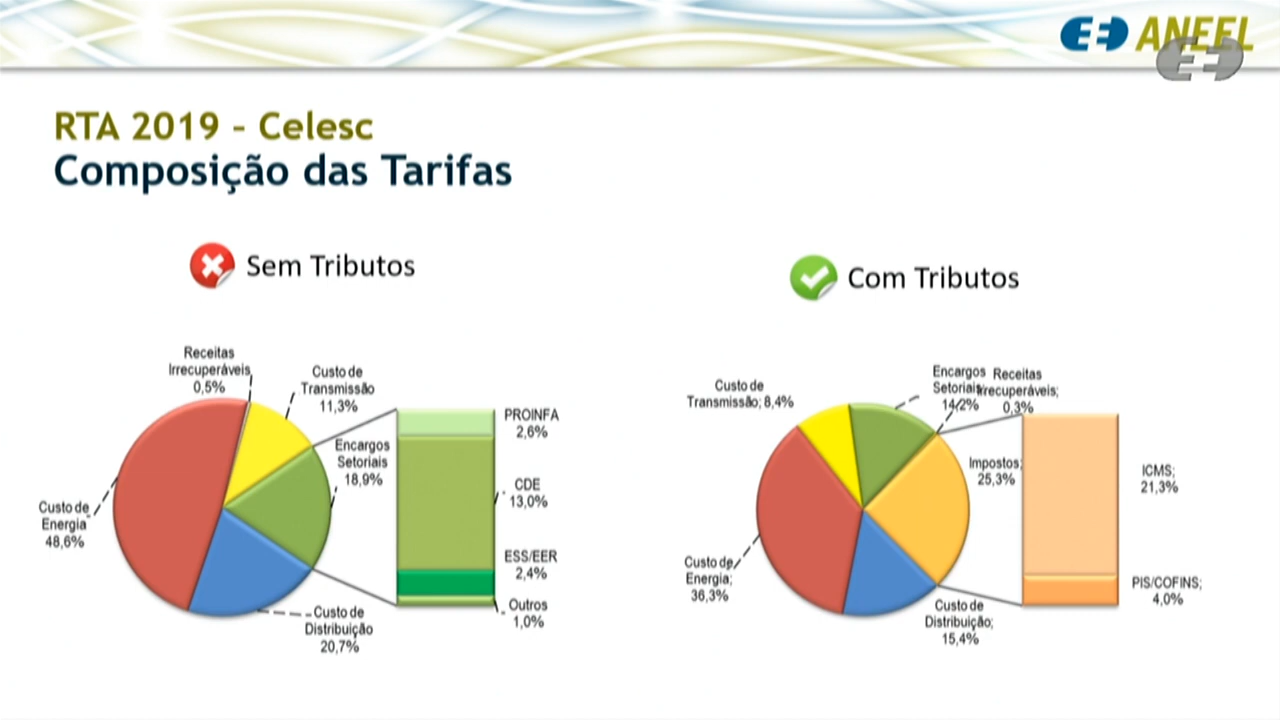 ANEEL
RTA 2019 – Celesc
Composição das Tarifas
Sem Tributos
Receitas
Irrecuperáveis
0,5%
Custo de
Transmissão
11,3%
Encargos
Setoriais
18,9%
Custo de
Energia
48,6%
Custo de
Distribuição
20,7%
PROINFA
2,6%
CDE
13,0%
ESS/EER
2,4%
Outros
1,0%
Com Tributos
Custo de
Transmissão; 8,4%
Encargos
Setoriais;
14,2%
Receitas
Irrecuperáveis;
0,3%
Impostos;
25,3%
Custo de
Energia;
36,3%
Custo de
Distribuição;
15,4%
ICMS;
21,3%
PIS/COFINS;
4,0%